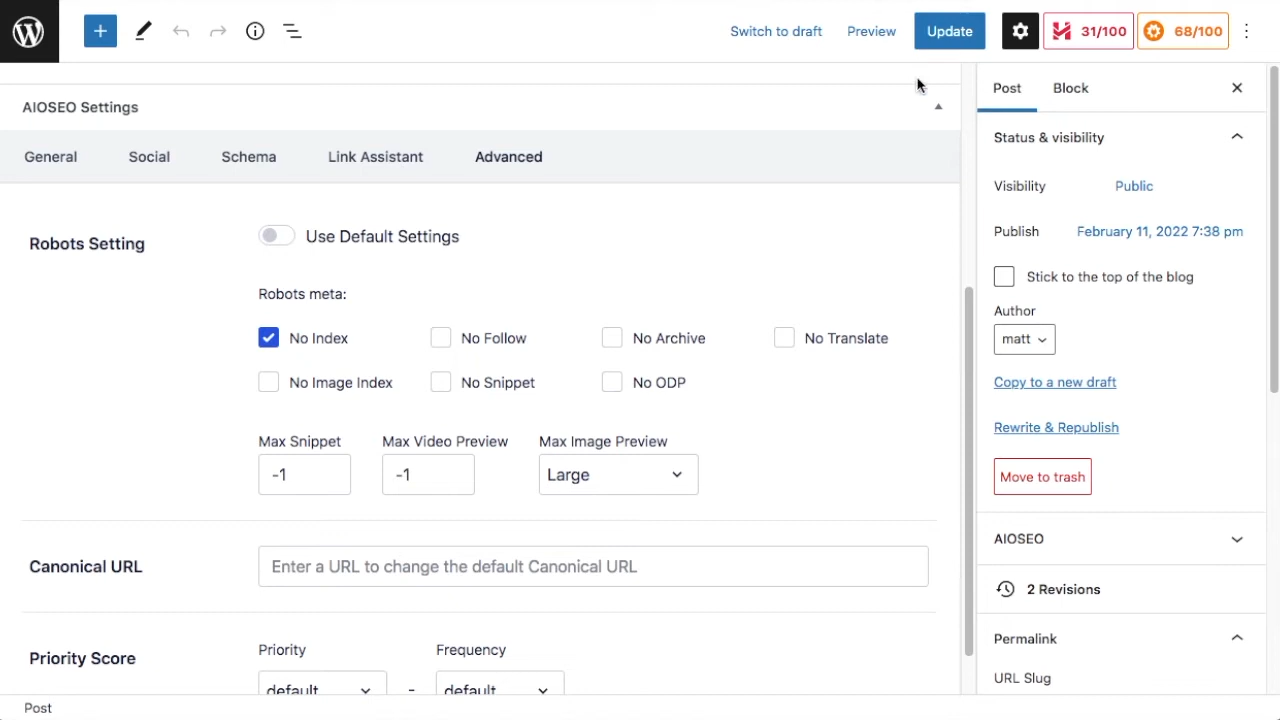 Switch to draft
Preview
Update
31/100
68/100
AIOSEO Settings
General
Social
Schema
Link Assistant
Advanced
Robots Setting
Use Default Settings
Robots meta:
No Index
No Follow
No Archive
No Translate
No Image Index
No Snippet
No ODP
Max Snippet
Max Video Preview
Max Image Preview
-1
-1
Large
Canonical URL
Enter a URL to change the default Canonical URL
Priority Score
Priority
Frequency
default
-
default
Post
Block
Status & visibility
Visibility
Public
Publish
February 11, 2022 7:38 pm
Stick to the top of the blog
Author
matt
Copy to a new draft
Rewrite & Republish
Move to trash
AIOSEO
2 Revisions
Permalink
URL Slug
Post